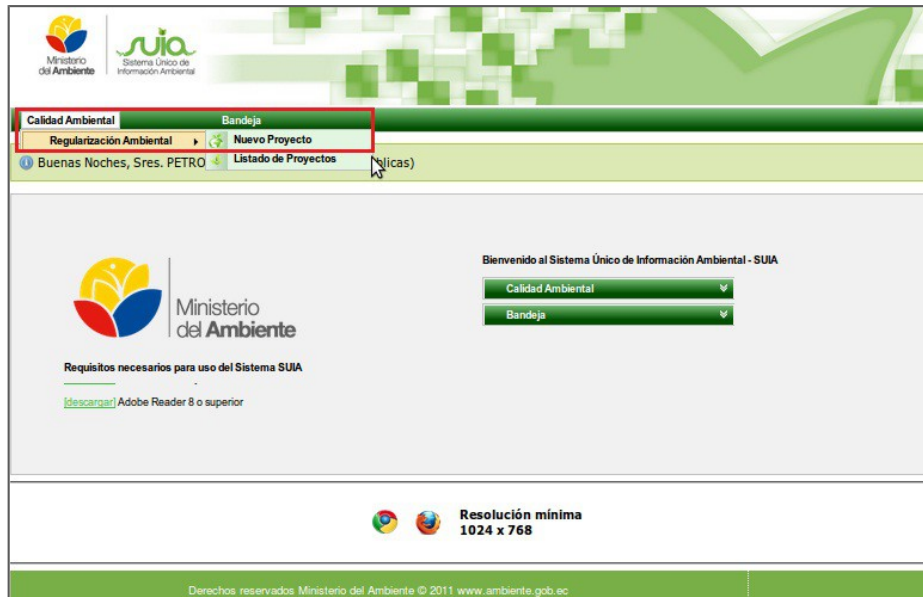 Ministerio
del Ambiente
suia
Sistema Único de
Información Ambiental
Calidad Ambiental
Bandeja
Regularización Ambiental
Nuevo Proyecto
Listado de Proyectos
Buenas Noches, Sres. PETRO
blicas)
Bienvenido al Sistema Único de Información Ambiental - SUIA
Calidad Ambiental
Bandeja
Ministerio
del Ambiente
Requisitos necesarios para uso del Sistema SUIA
[descargar] Adobe Reader 8 o superior
Resolución mínima
1024 x 768
Derechos reservados Ministerio del Ambiente © 2011 www.ambiente.gob.ec